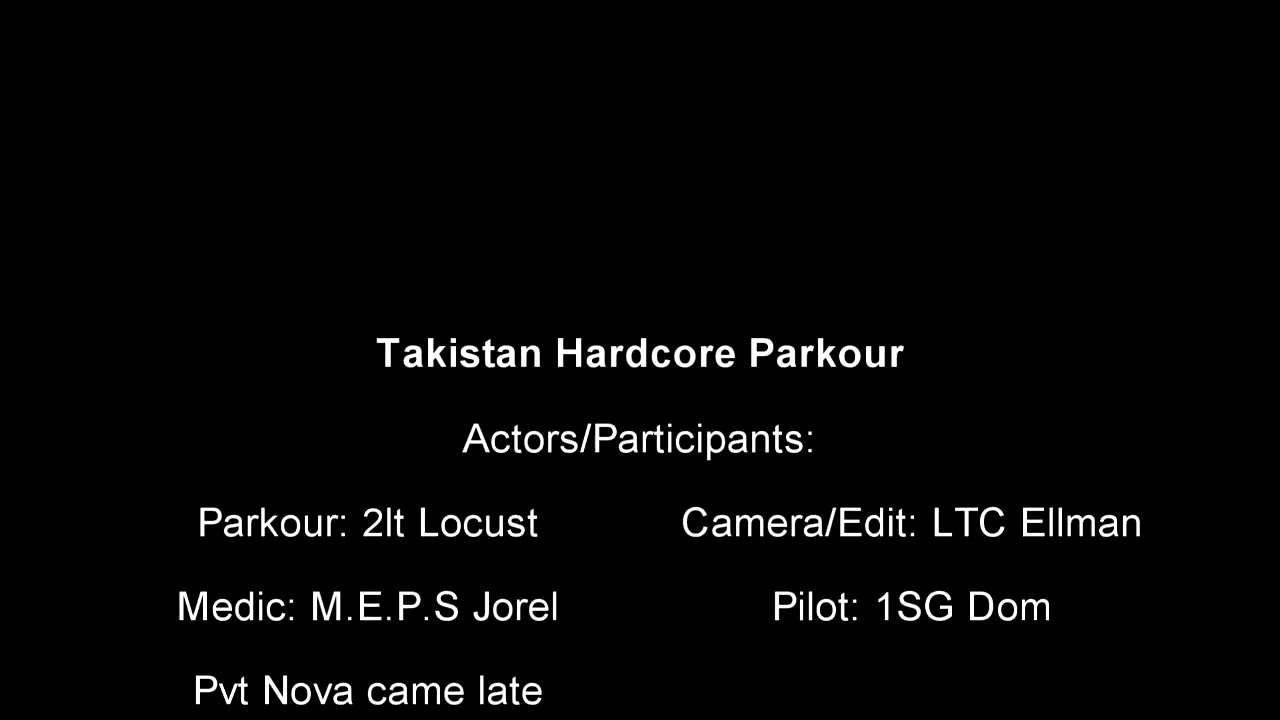 Takistan Hardcore Parkour
Actors/Participants:
Parkour: 2lt Locust
Camera/Edit: LTC Ellman
Medic: M.E.P.S Jorel
Pilot: 1SG Dom
Pvt Nova came late